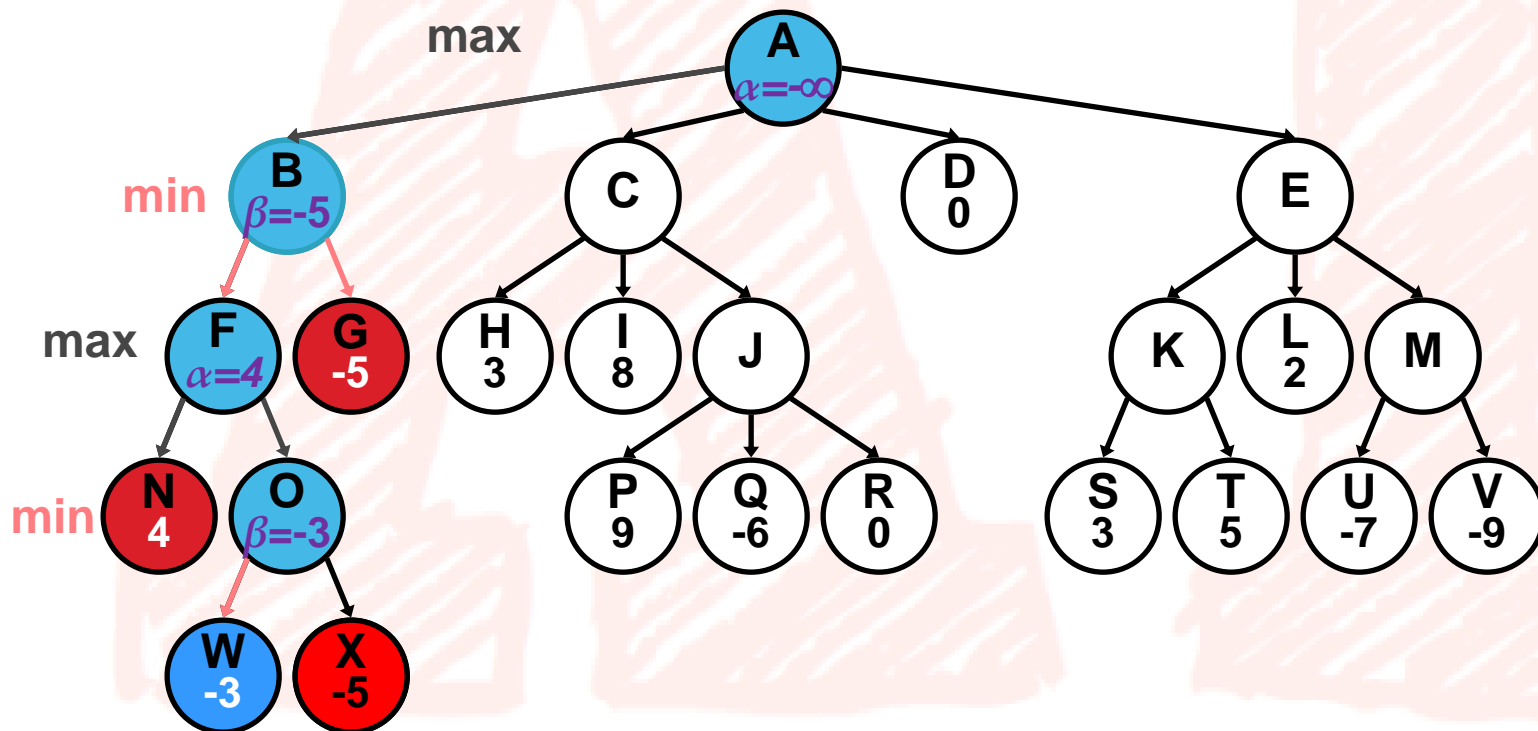 max
A
α=-∞
min
B
β=-5
C
D
0
E
max
F
α=4
G
-5
H
3
I
8
J
K
L
2
M
min
N
4
O
β=-3
P
9
Q
-6
R
0
S
3
T
5
U
-7
V
-9
W
-3
X
-5